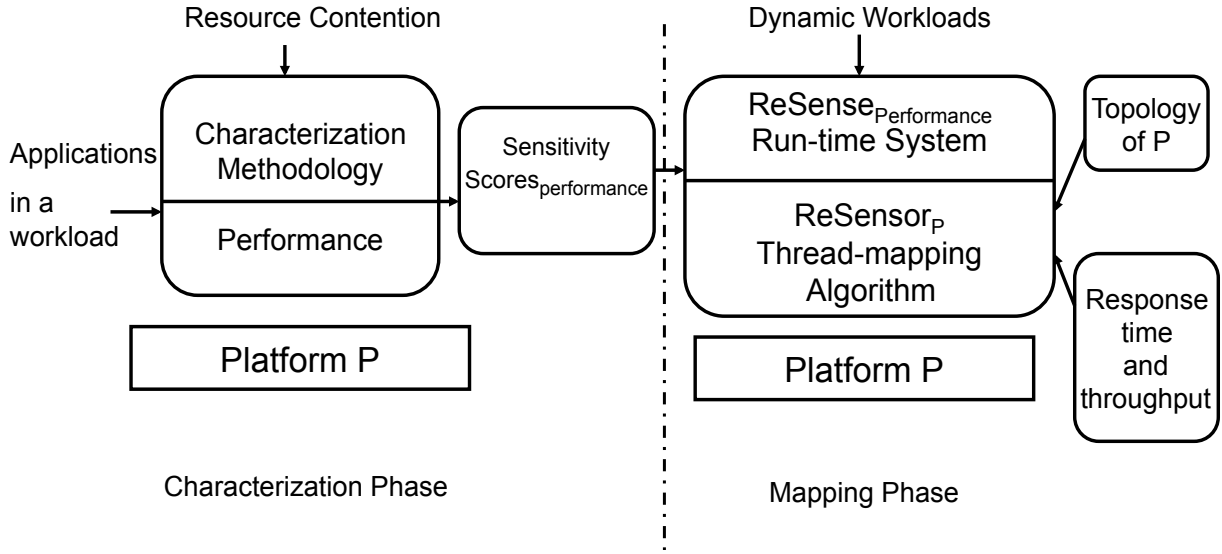 Resource Contention
Applications
in a
workload
Characterization
Methodology
Performance
Platform P
Sensitivity
Scoresperformance
Characterization Phase
Dynamic Workloads
ReSensePerformance
Run-time System
ReSensorP
Thread-mapping
Algorithm
Platform P
Topology
of P
Response
time
and
throughput
Mapping Phase